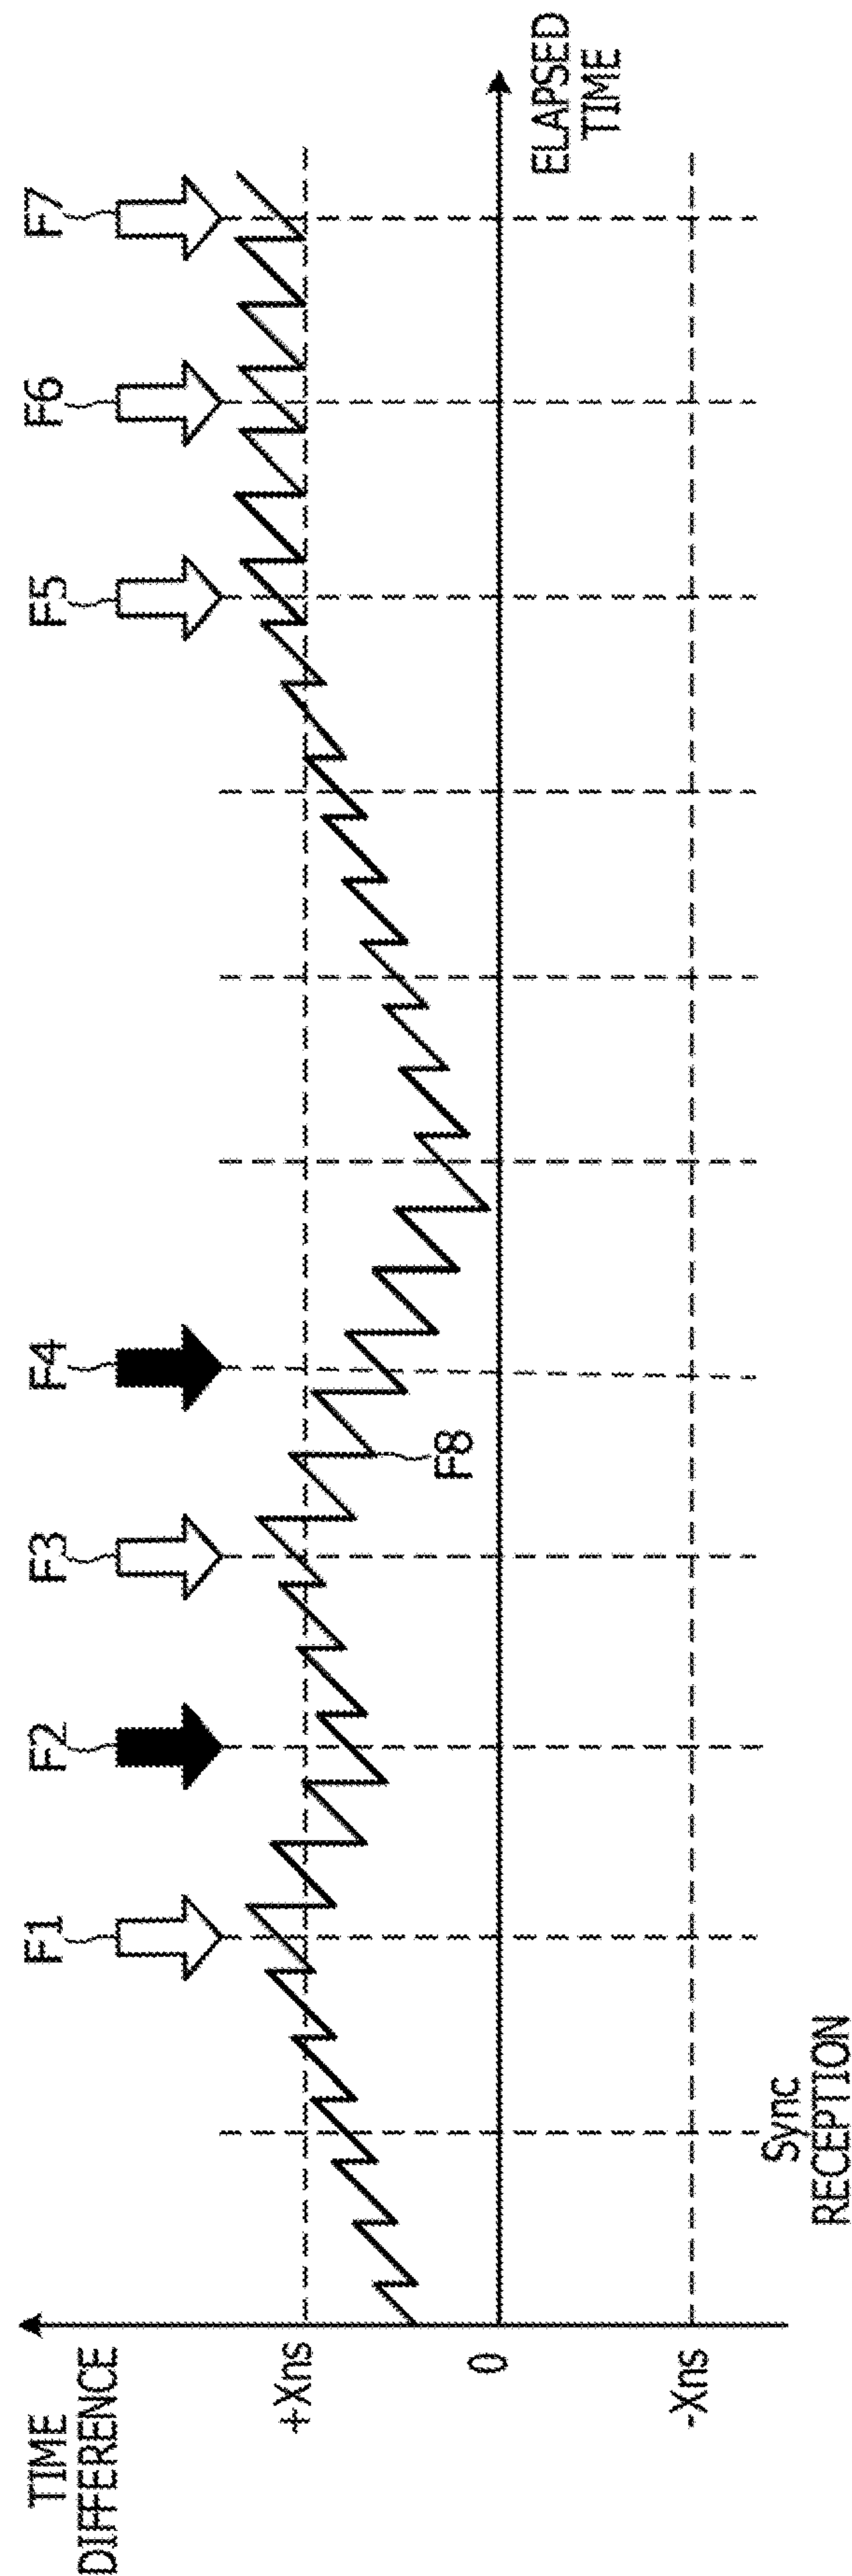 TIME
DIFFERENCE
F1
F2
F3
F4
F5
F6
F7
+Xns
F8
0
ELAPSED
TIME
-Xns
Sync
RECEPTION